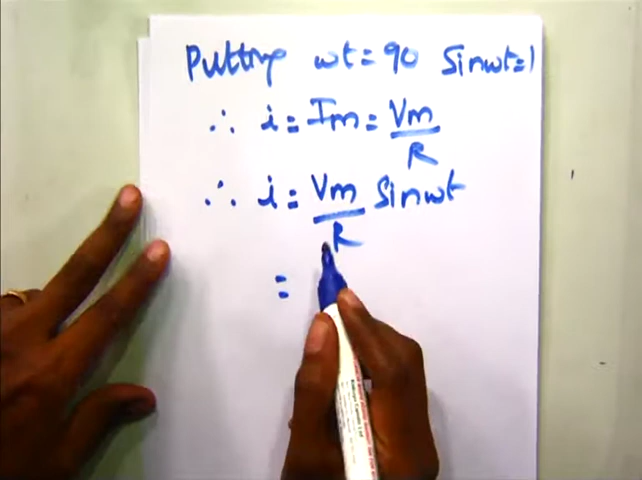 Putting wt = 90 Sinwt = 1
∴ i = Im = Vm/R
∴ i = Vm/R Sinwt
=